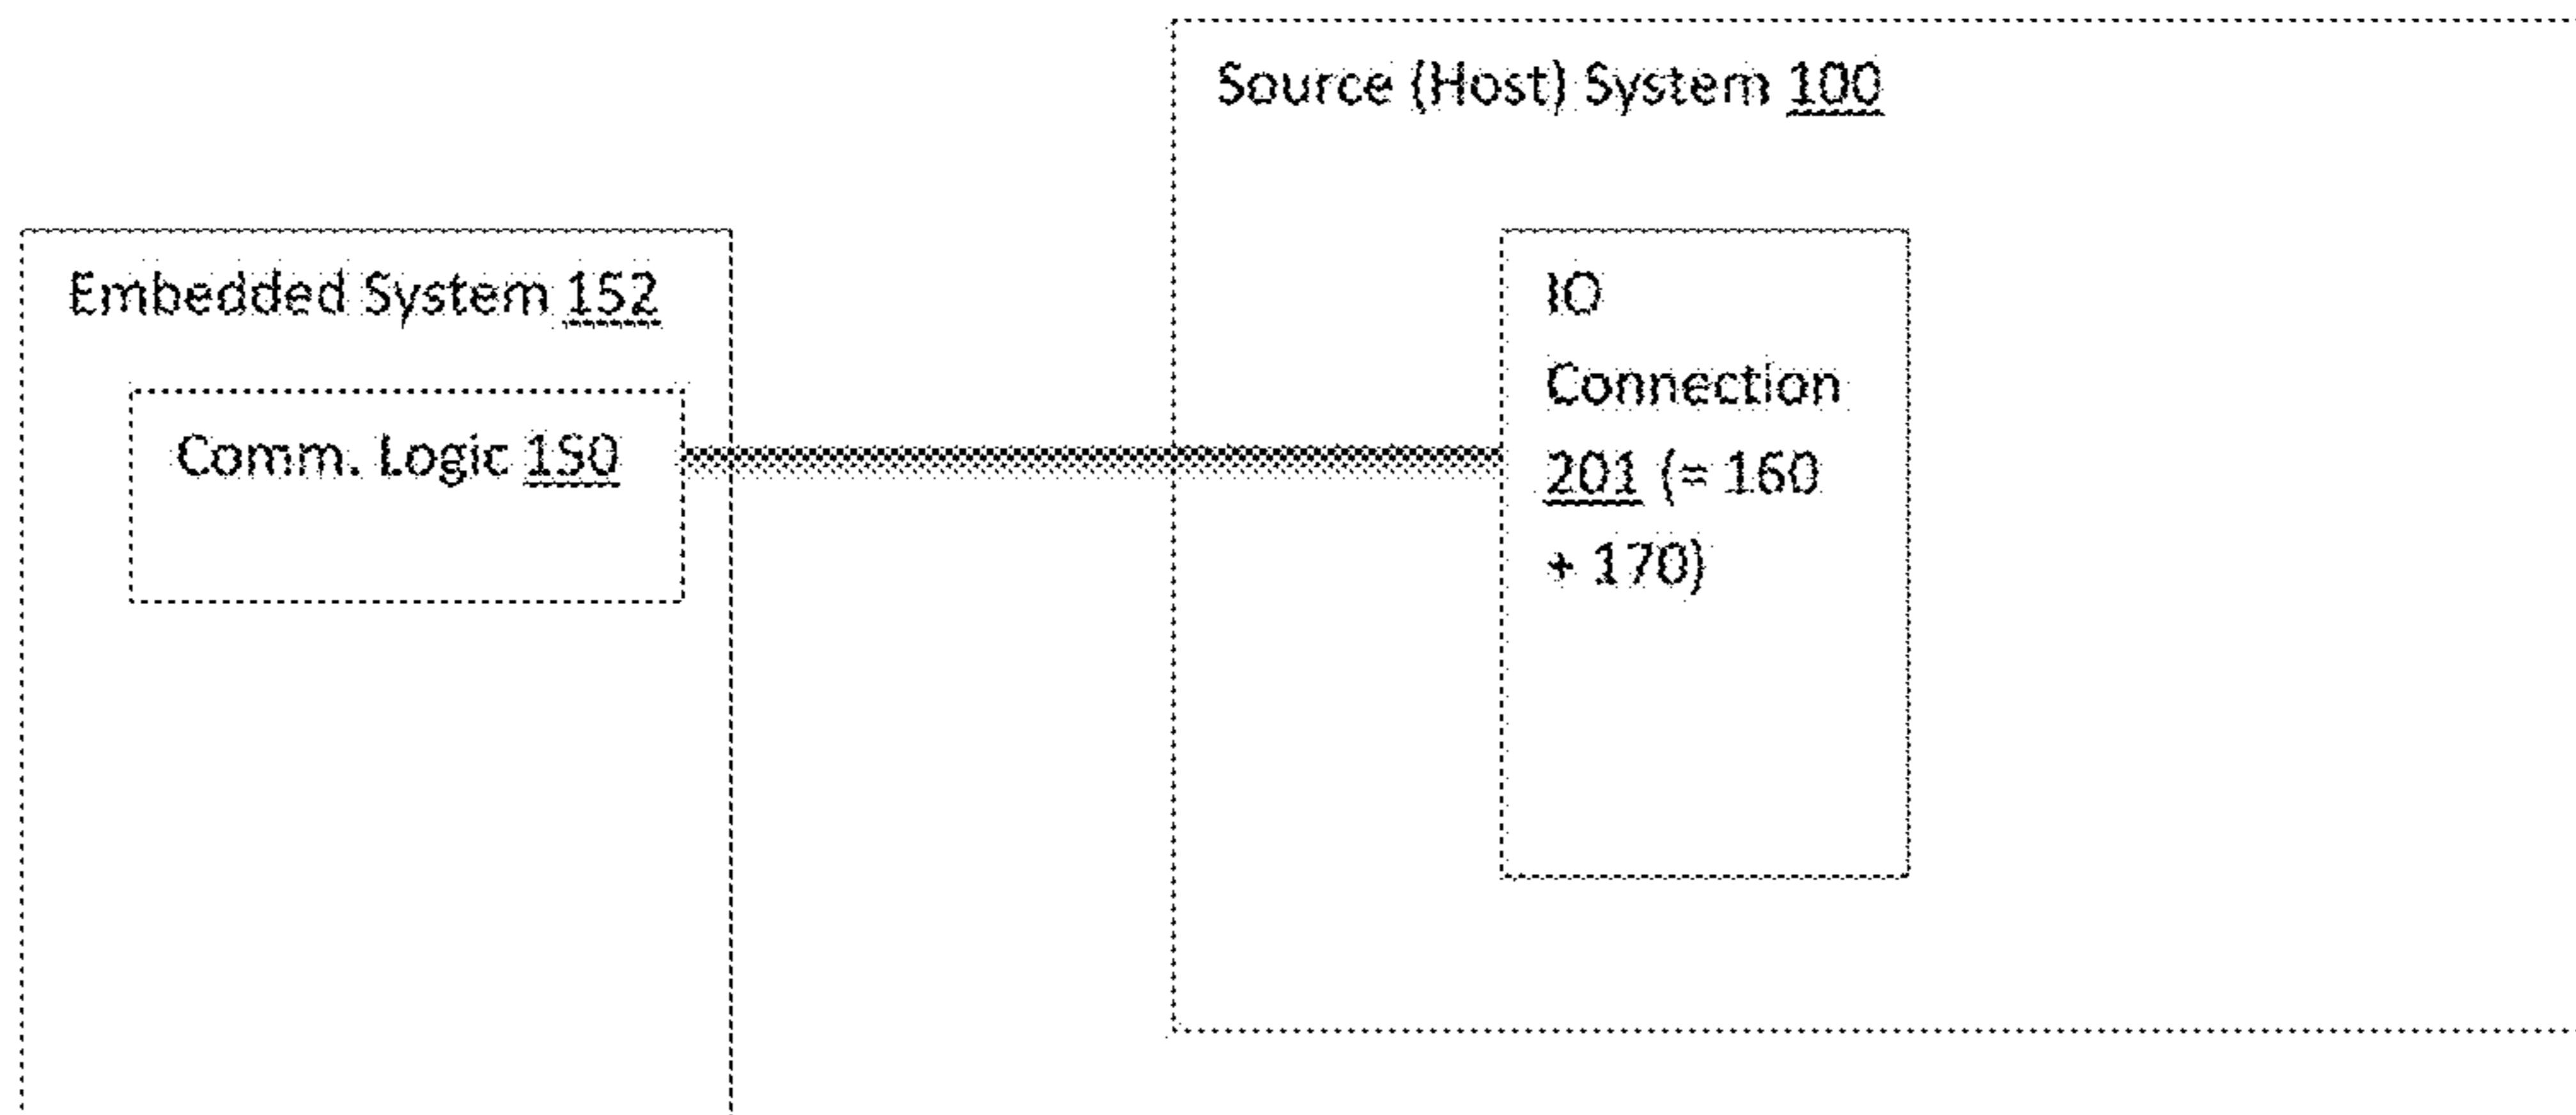 Source (Host) System 100
Embedded System 152
Comm. Logic 150
IO
Connection
201 (= 160
+ 170)